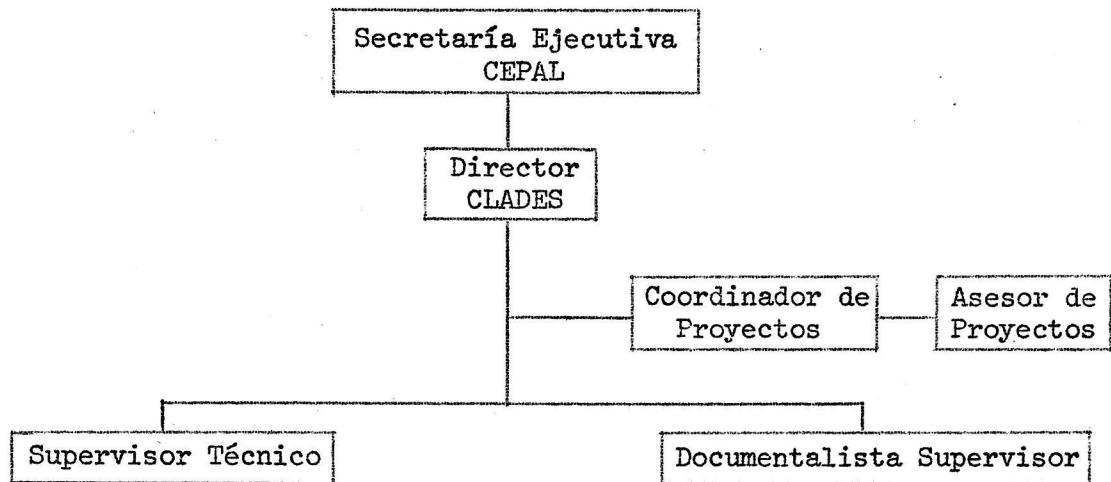 Secretaría Ejecutiva
CEPAL
Director
CLADES
Coordinador de
Proyectos
Asesor de
Proyectos
Supervisor Técnico
Documentalista Supervisor